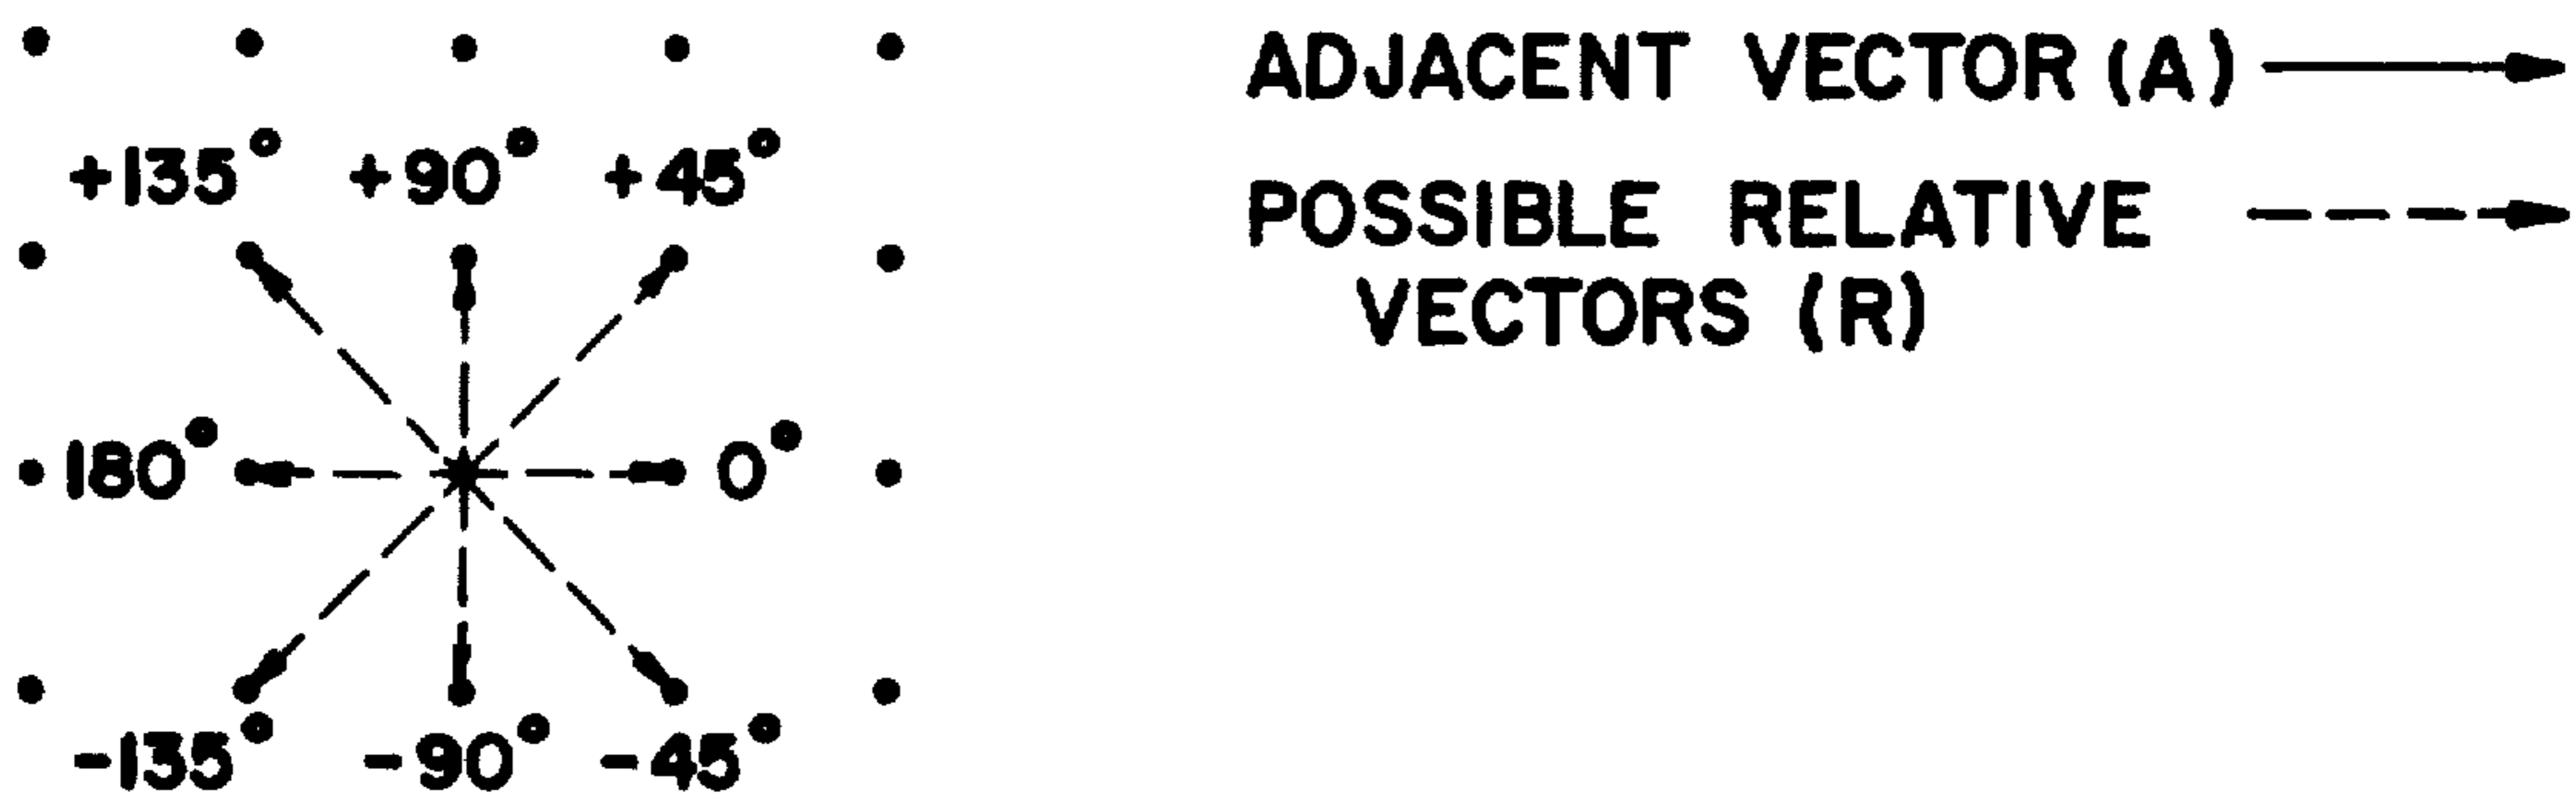 +135° +90° +45°
180° 0°
-135° -90° -45°
ADJACENT VECTOR (A)
POSSIBLE RELATIVE
VECTORS (R)